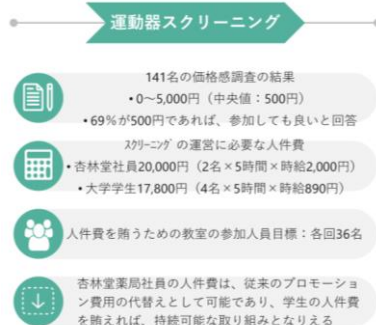 運動器スクリーニング
141名の価格感調査の結果
•0～5,000円（中央値：500円）
•69％が500円であれば、参加しても良いと回答
ｽｸﾘｰﾆﾝｸﾞの運営に必要な人件費
•杏林堂社員20,000円（2名×5時間×時給2,000円）
•大学学生17,800円（4名×5時間×時給890円）
人件費を賄うための教室の参加人員目標：各回36名
杏林堂薬局社員の人件費は、従来のプロモーショ
ン費用の代替えとして可能であり、学生の人件費
を賄えれば、持続可能な取り組みとなりえる